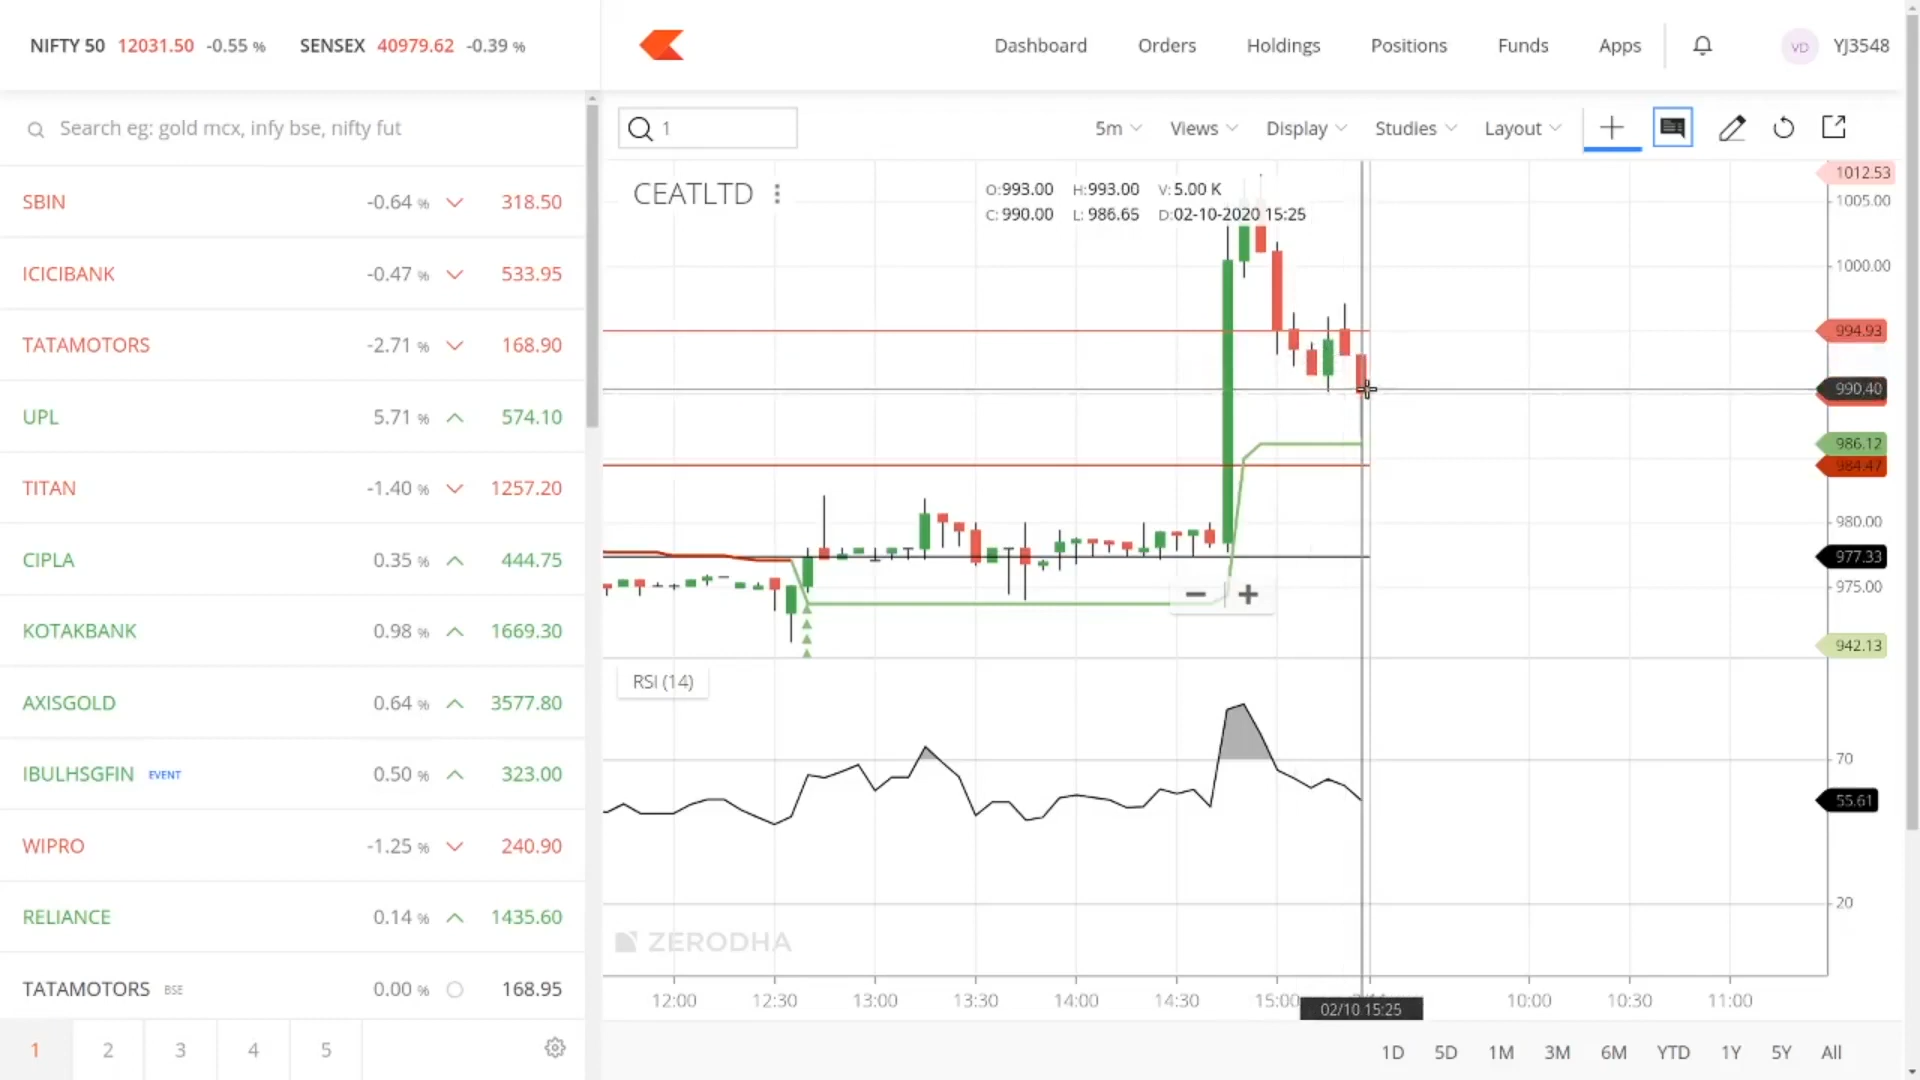 NIFTY 50 12031.50 -0.55 % SENSEX 40979.62 -0.39 %
Dashboard Orders Holdings Positions Funds Apps VD YJ3548
Search eg: gold mcx, infy bse, nifty fut
SBIN -0.64 % 318.50
ICICIBANK -0.47 % 533.95
TATAMOTORS -2.71 % 168.90
UPL 5.71 % 574.10
TITAN -1.40 % 1257.20
CIPLA 0.35 % 444.75
KOTAKBANK 0.98 % 1669.30
AXISGOLD 0.64 % 3577.80
IBULHSGFIN EVENT 0.50 % 323.00
WIPRO -1.25 % 240.90
RELIANCE 0.14 % 1435.60
TATAMOTORS BSE 0.00 % 168.95
1 2 3 4 5
1 5m Views Display Studies Layout
CEATLTD
O:993.00 H:993.00 V:5.00 K
C:990.00 L:986.65 D:02-10-2020 15:25
1012.53
1005.00
1000.00
994.93
990.40
986.12
984.47
980.00
977.33
975.00
942.13
RSI (14)
70
55.61
20
ZERODHA
12:00 12:30 13:00 13:30 14:00 14:30 15:00 10:00 10:30 11:00
02/10 15:25
1D 5D 1M 3M 6M YTD 1Y 5Y All